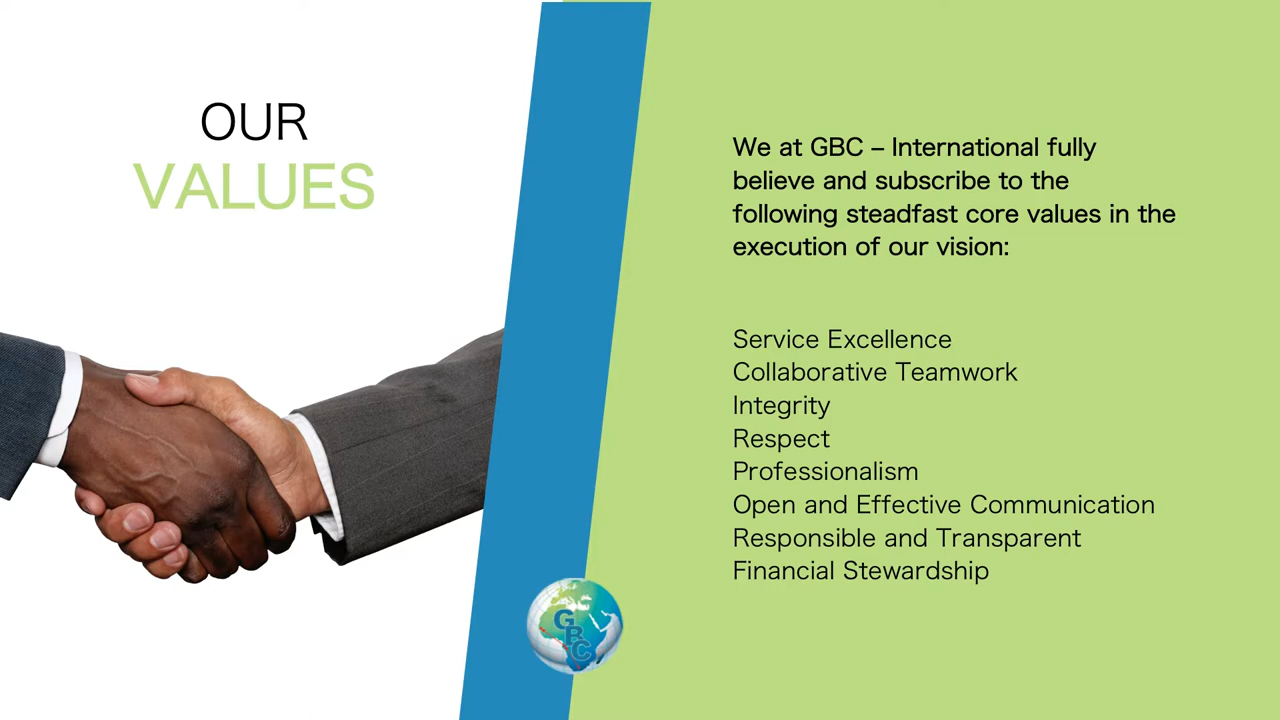 OUR
VALUES
We at GBC – International fully
believe and subscribe to the
following steadfast core values in the
execution of our vision:
Service Excellence
Collaborative Teamwork
Integrity
Respect
Professionalism
Open and Effective Communication
Responsible and Transparent
Financial Stewardship
GBC